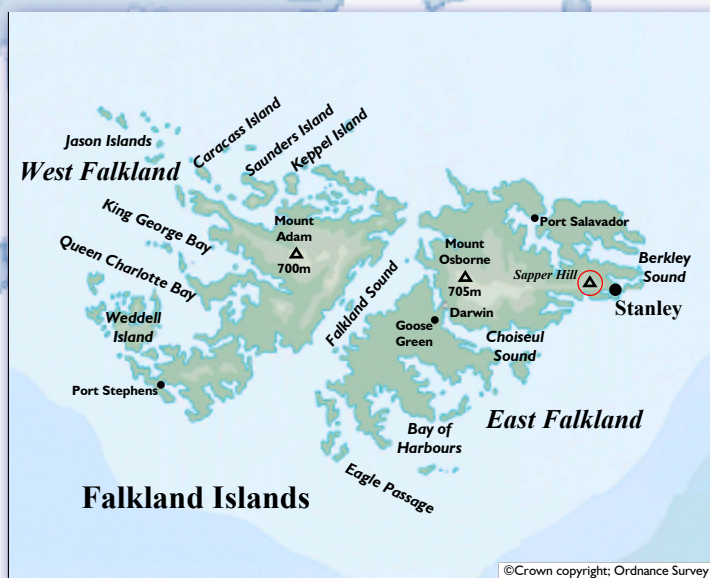 Jason Islands
West Falkland
Caracass Island
Saunders Island
Keppel Island
King George Bay
Queen Charlotte Bay
Mount
Adam
700m
Weddell
Island
Port Stephens
Falkland Sound
Port Salavador
Mount
Osborne
705m
Sapper Hill
Berkley
Sound
Stanley
Darwin
Goose
Green
Choiseul
Sound
East Falkland
Bay of
Harbours
Eagle Passage
Falkland Islands
©Crown copyright; Ordnance Survey